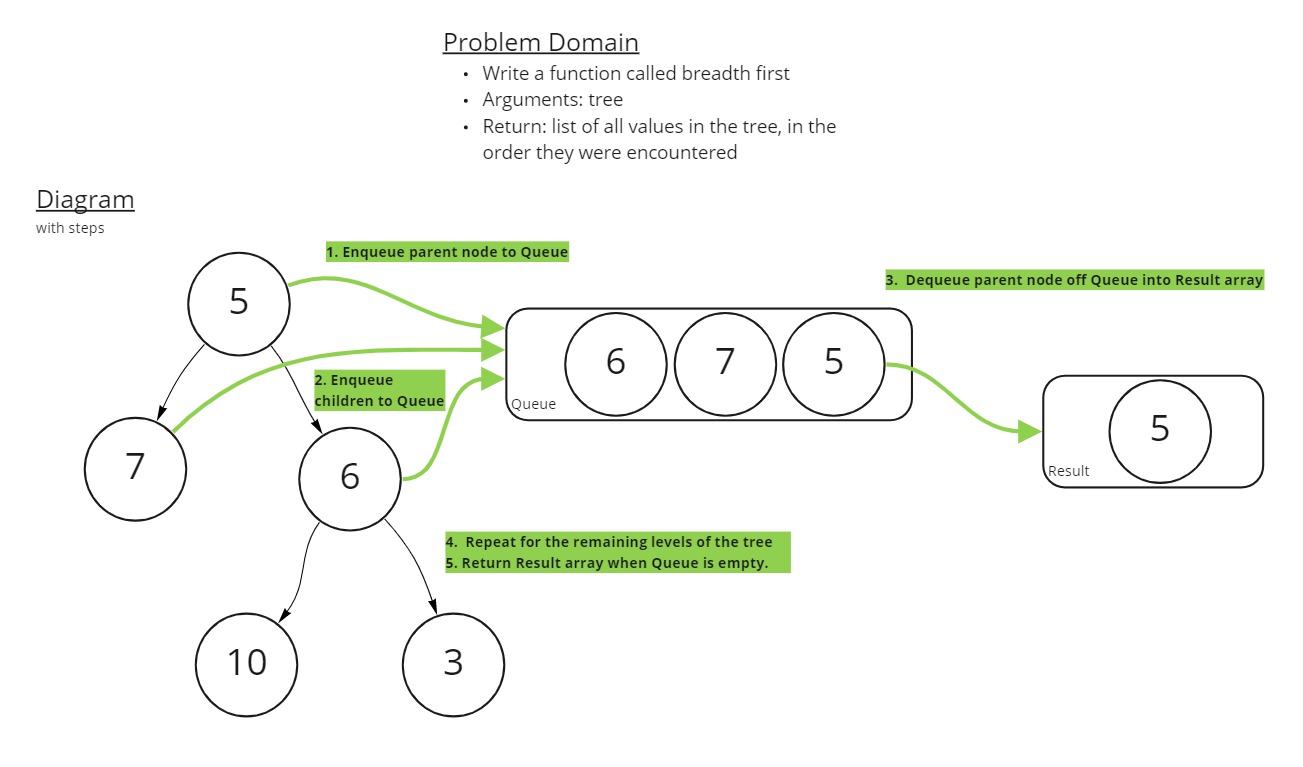 Problem Domain
• Write a function called breadth first
• Arguments: tree
• Return: list of all values in the tree, in the
order they were encountered
Diagram
with steps
1. Enqueue parent node to Queue
3. Dequeue parent node off Queue into Result array
5
2. Enqueue
children to Queue
6 7 5
Queue
5
Result
7
6
4. Repeat for the remaining levels of the tree
5. Return Result array when Queue is empty.
10
3